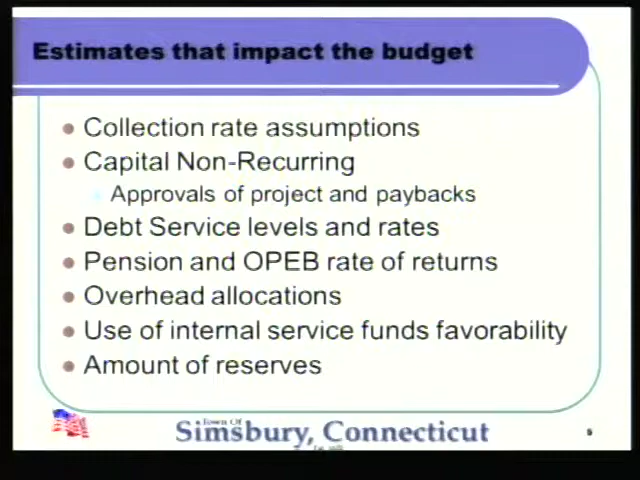 Estimates that impact the budget
Collection rate assumptions
Capital Non-Recurring
Approvals of project and paybacks
Debt Service levels and rates
Pension and OPEB rate of returns
Overhead allocations
Use of internal service funds favorability
Amount of reserves
Town Of
Simsbury, Connecticut